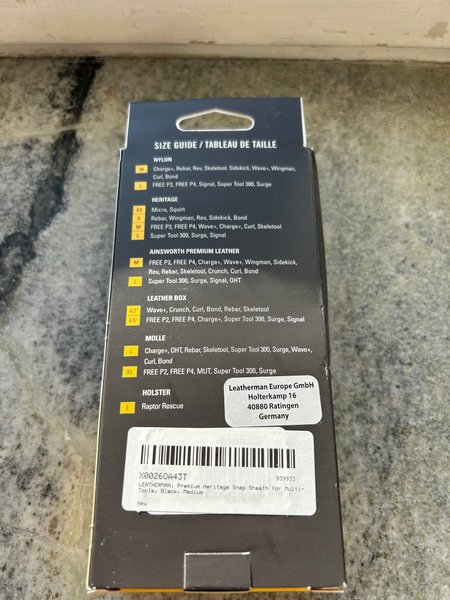 SIZE GUIDE / TABLEAU DE TAILLE
NYLON
M Charge+, Rebar, Rev, Skeletool, Sidekick, Wave+, Wingman,
Curl, Bond
L FREE P2, FREE P4, Signal, Super Tool 300, Surge
HERITAGE
XS Micra, Squirt
S Rebar, Wingman, Rev, Sidekick, Bond
M FREE P2, FREE P4, Wave+, Charge+, Curl, Skeletool
L Super Tool 300, Surge, Signal
AINSWORTH PREMIUM LEATHER
M FREE P2, FREE P4, Charge+, Wave+, Wingman, Sidekick,
Rev, Rebar, Skeletool, Crunch, Curl, Bond
L Super Tool 300, Surge, Signal, OHT
LEATHER BOX
4.2" Wave+, Crunch, Curl, Bond, Rebar, Skeletool
4.5" FREE P2, FREE P4, Charge+, Super Tool 300, Surge, Signal
MOLLE
L Charge+, OHT, Rebar, Skeletool, Super Tool 300, Surge, Wave+,
Curl, Bond
XL FREE P2, FREE P4, MUT, Super Tool 300, Surge
HOLSTER
L Raptor Rescue
Leatherman Europe GmbH
Holterkamp 16
40880 Ratingen
Germany
X0026OA43T 939933
LEATHERMAN, Premium Heritage Snap Sheath for Multi-
Tools, Black, Medium
New